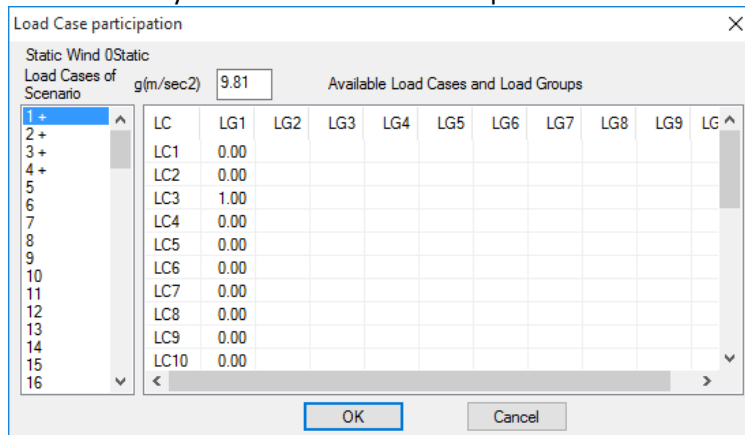 Load Case participation
Static Wind 0Static
Load Cases of Scenario g(m/sec2) 9.81 Available Load Cases and Load Groups
1 +
2 +
3 +
4 +
5
6
7
8
9
10
11
12
13
14
15
16
LC LG1 LG2 LG3 LG4 LG5 LG6 LG7 LG8 LG9 LG
LC1 0.00
LC2 0.00
LC3 1.00
LC4 0.00
LC5 0.00
LC6 0.00
LC7 0.00
LC8 0.00
LC9 0.00
LC10 0.00
OK Cancel